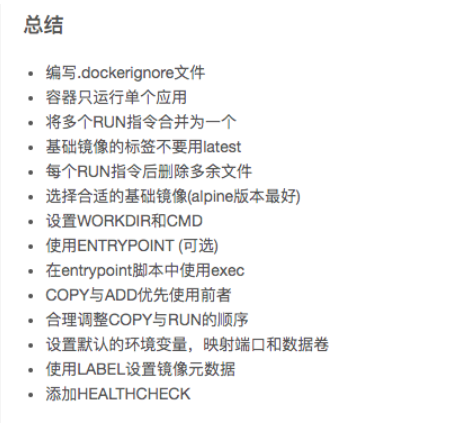 总结
• 编写.dockerignore文件
• 容器只运行单个应用
• 将多个RUN指令合并为一个
• 基础镜像的标签不要用latest
• 每个RUN指令后删除多余文件
• 选择合适的基础镜像(alpine版本最好)
• 设置WORKDIR和CMD
• 使用ENTRYPOINT (可选)
• 在entrypoint脚本中使用exec
• COPY与ADD优先使用前者
• 合理调整COPY与RUN的顺序
• 设置默认的环境变量，映射端口和数据卷
• 使用LABEL设置镜像元数据
• 添加HEALTHCHECK